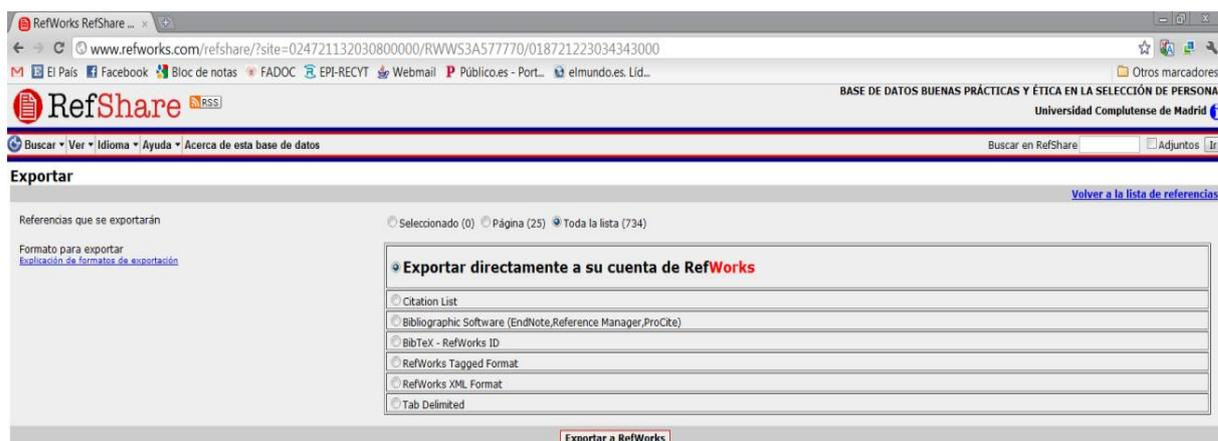 RefWorks RefShare ...
www.refworks.com/refshare/?site=024721132030800000/RWWS3A577770/018721223034343000
El País Facebook Bloc de notas FADOC EPI-RECYT Webmail Público.es - Port... elmundo.es. Líd...
Otros marcadores
RefShare RSS
BASE DE DATOS BUENAS PRÁCTICAS Y ÉTICA EN LA SELECCIÓN DE PERSONA
Universidad Complutense de Madrid
Buscar Ver Idioma Ayuda Acerca de esta base de datos
Buscar en RefShare Adjuntos Ir
Exportar
Volver a la lista de referencias
Referencias que se exportarán
Seleccionado (0) Página (25) Toda la lista (734)
Formato para exportar
Explicación de formatos de exportación
Exportar directamente a su cuenta de RefWorks
Citation List
Bibliographic Software (EndNote,Reference Manager,ProCite)
BibTeX - RefWorks ID
RefWorks Tagged Format
RefWorks XML Format
Tab Delimited
Exportar a RefWorks